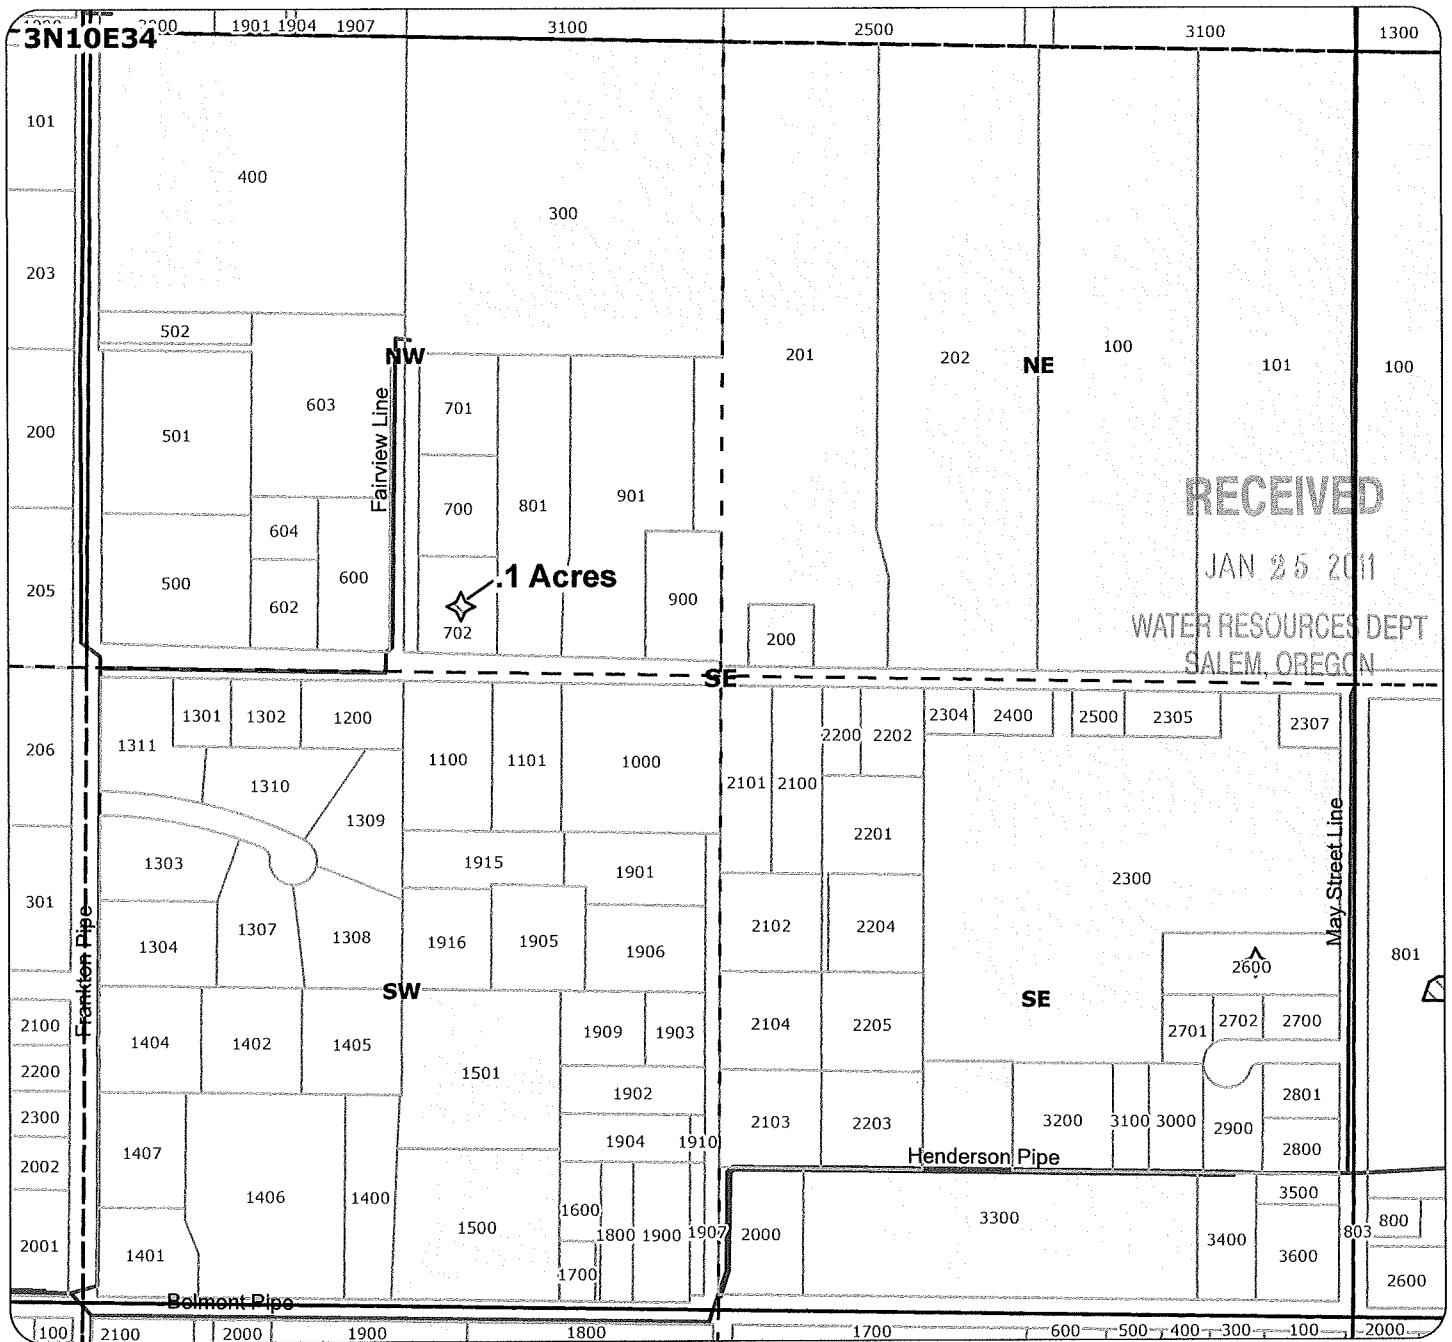 2000 1901 1904 1907 3100 2500 3100 1300
3N10E34
101
400
300
203
502
NW
201
202
100
NE
101
100
603
701
501
200
Fairview Line
901
700
801
604
RECEIVED
JAN 25 2011
.1 Acres
600
500
205
602
900
702
200
WATER RESOURCES DEPT
SALEM, OREGON
SE
1301 1302 1200
2304 2400 2500 2305 2307
1311
206
2200 2202
1100 1101 1000
2101 2100
1310
1309
2201
May Street Line
1303
1915
1901
2300
301
Frankton Pipe
1307
1308
1304
1916 1905
1906
2102 2204
801
2600
SW
SE
2100
1404 1402 1405
1909 1903
2104 2205
2701 2702 2700
2200
1501
1902
2801
2300
1904 1910
2103 2203
3200 3100 3000 2900
1407
2002
2800
Henderson Pipe
1406
1400
1500
1600
1800 1900 1907 2000
3300
3400
3500
800
803
2001
1401
1700
3600
2600
Belmont Pipe
100 2100 2000 1900 1800 1700 600 500 400 300 100 2000